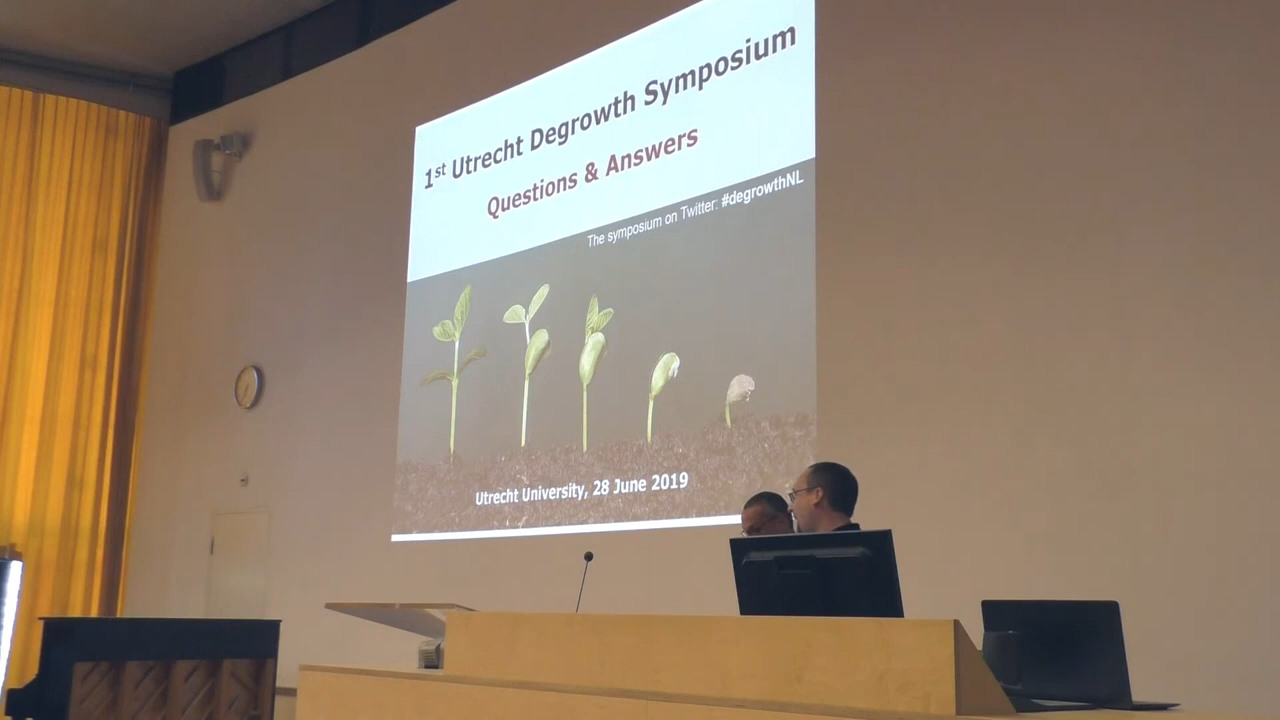 1st Utrecht Degrowth Symposium
Questions & Answers
The symposium on Twitter: #degrowthNL
Utrecht University, 28 June 2019